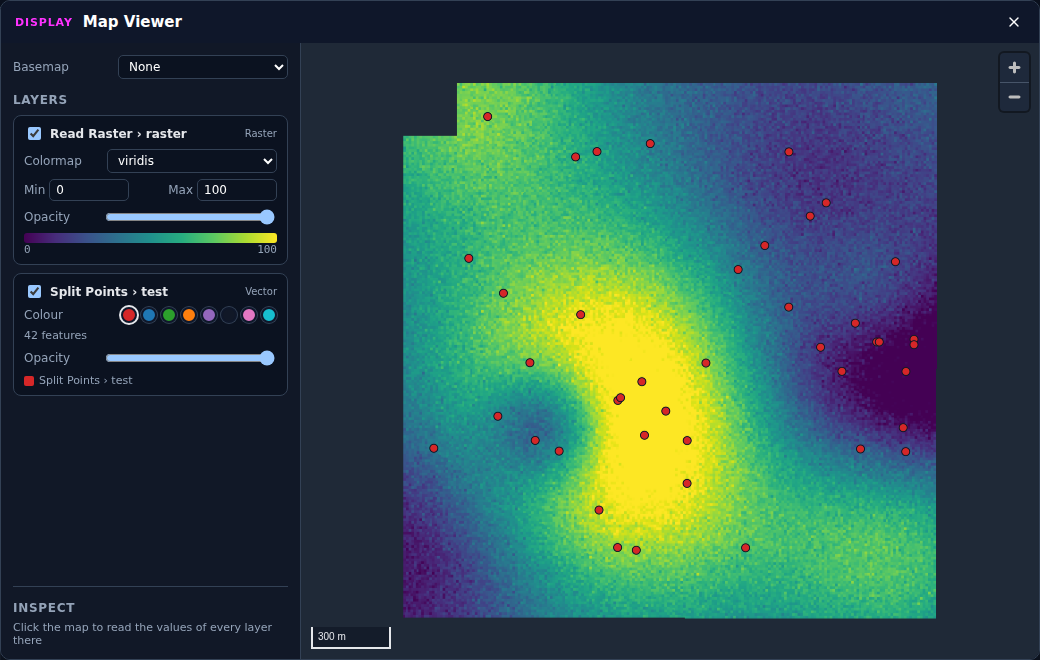 DISPLAY Map Viewer ×
Basemap None
LAYERS
Read Raster › raster Raster
Colormap viridis
Min 0 Max 100
Opacity
0 100
Split Points › test Vector
Colour
42 features
Opacity
Split Points › test
INSPECT
Click the map to read the values of every layer
there
+
−
300 m